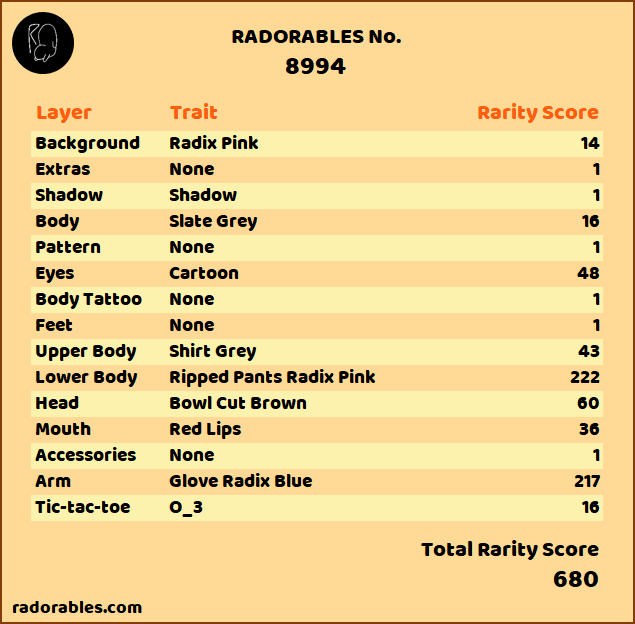 RADORABLES No.
8994
Layer Trait Rarity Score
Background Radix Pink 14
Extras None 1
Shadow Shadow 1
Body Slate Grey 16
Pattern None 1
Eyes Cartoon 48
Body Tattoo None 1
Feet None 1
Upper Body Shirt Grey 43
Lower Body Ripped Pants Radix Pink 222
Head Bowl Cut Brown 60
Mouth Red Lips 36
Accessories None 1
Arm Glove Radix Blue 217
Tic-tac-toe O_3 16
Total Rarity Score
680
radorables.com